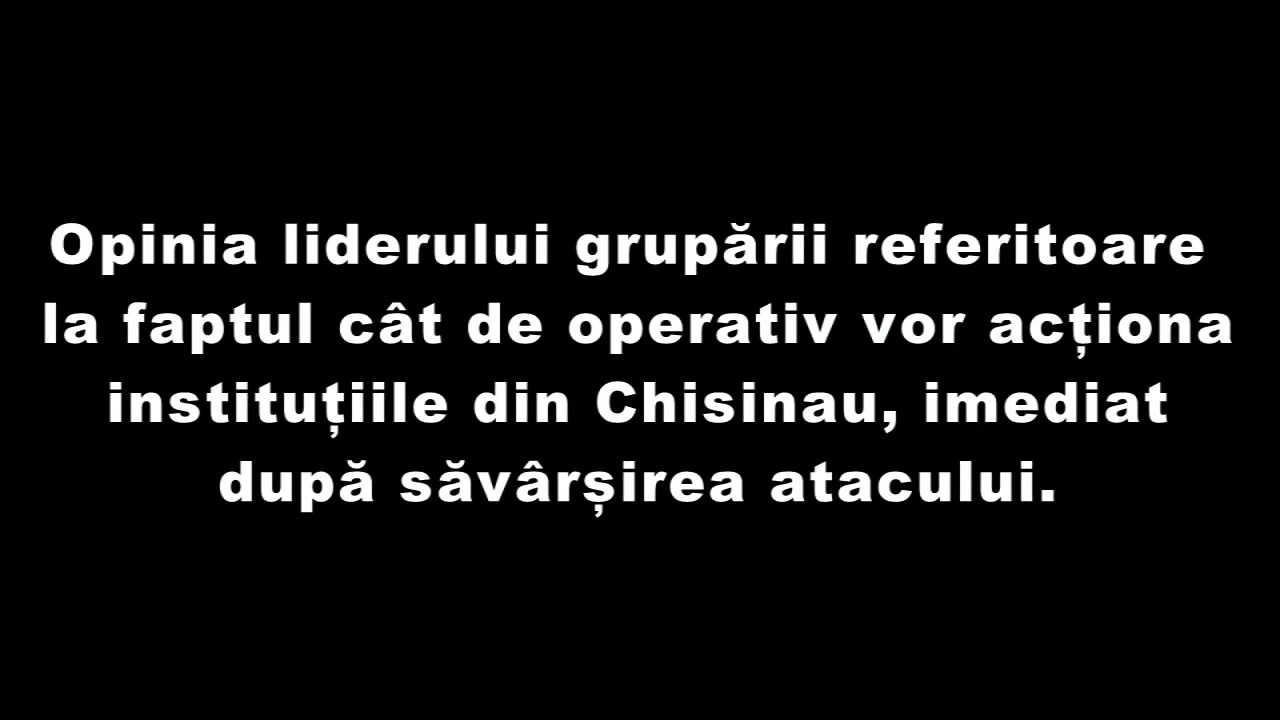 Opinia liderului grupării referitoare
la faptul cât de operativ vor acționa
instituțiile din Chisinau, imediat
după săvârșirea atacului.